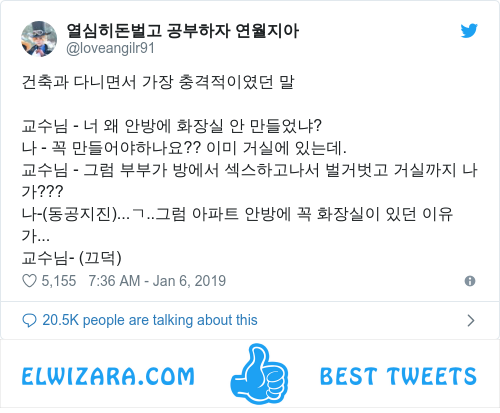 열심히돈벌고 공부하자 연월지아
@loveangilr91
건축과 다니면서 가장 충격적이였던 말
교수님 - 너 왜 안방에 화장실 안 만들었냐?
나 - 꼭 만들어야하나요?? 이미 거실에 있는데.
교수님 - 그럼 부부가 방에서 섹스하고나서 벌거벗고 거실까지 나
가???
나-(동공지진)...ㄱ..그럼 아파트 안방에 꼭 화장실이 있던 이유
가...
교수님- (끄덕)
5,155 7:36 AM - Jan 6, 2019
20.5K people are talking about this
ELWIZARA.COM BEST TWEETS